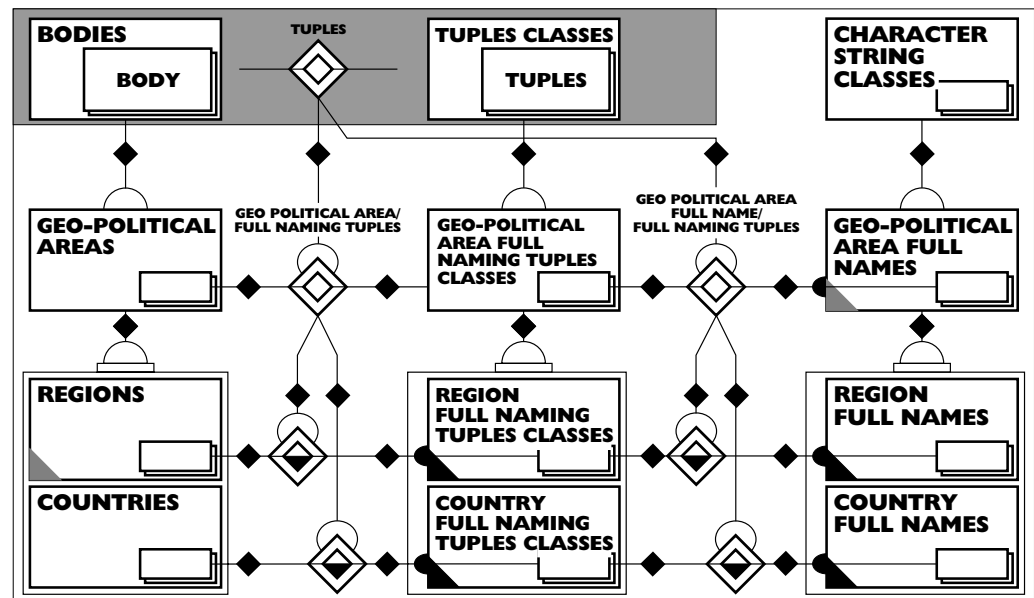 BODIES
BODY
TUPLES
TUPLES CLASSES
TUPLES
CHARACTER
STRING
CLASSES
GEO-POLITICAL
AREAS
GEO POLITICAL AREA/
FULL NAMING TUPLES
GEO-POLITICAL
AREA FULL
NAMING TUPLES
CLASSES
GEO POLITICAL AREA
FULL NAME/
FULL NAMING TUPLES
GEO-POLITICAL
AREA FULL
NAMES
REGIONS
REGION
FULL NAMING
TUPLES CLASSES
REGION
FULL NAMES
COUNTRIES
COUNTRY
FULL NAMING
TUPLES CLASSES
COUNTRY
FULL NAMES